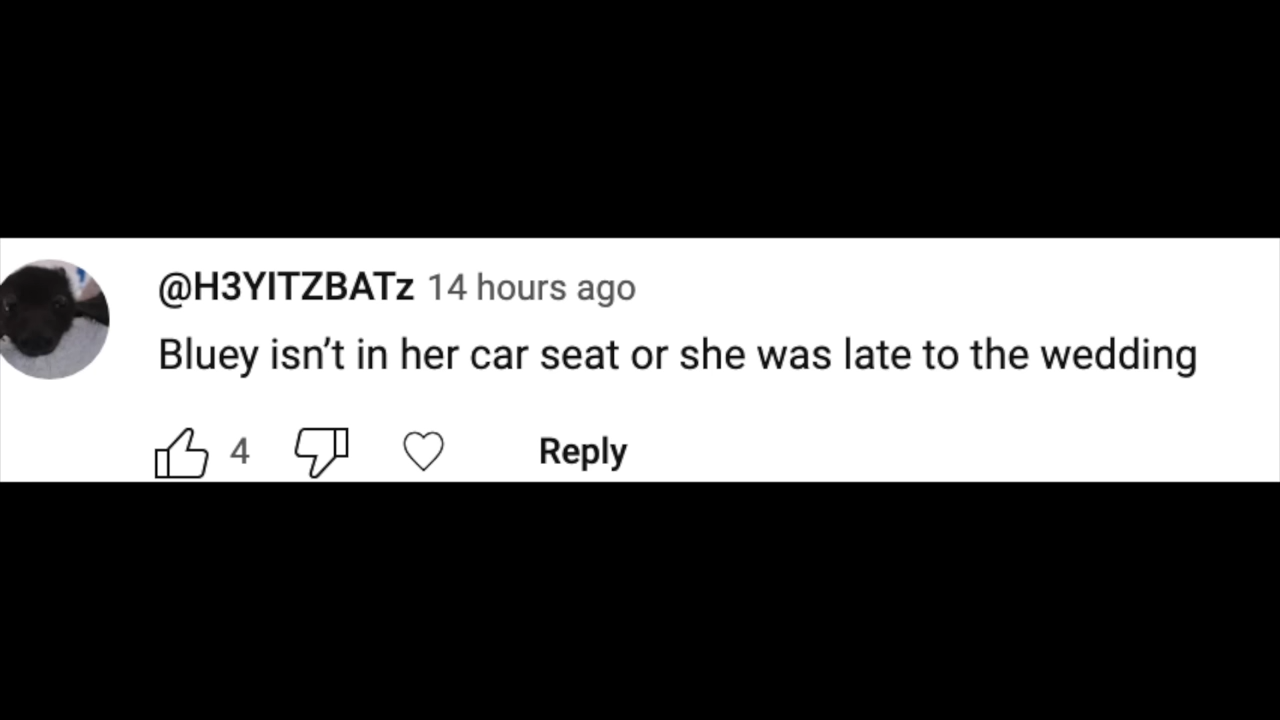 @H3YITZBATz 14 hours ago
Bluey isn’t in her car seat or she was late to the wedding
4 Reply